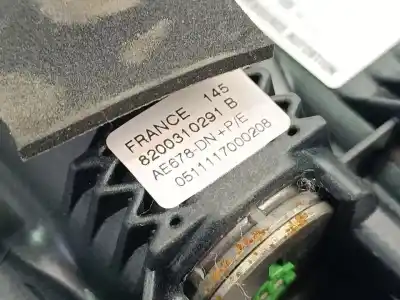 FRANCE 145
8200310291 B
AE678-DN+P/E
0511117000208